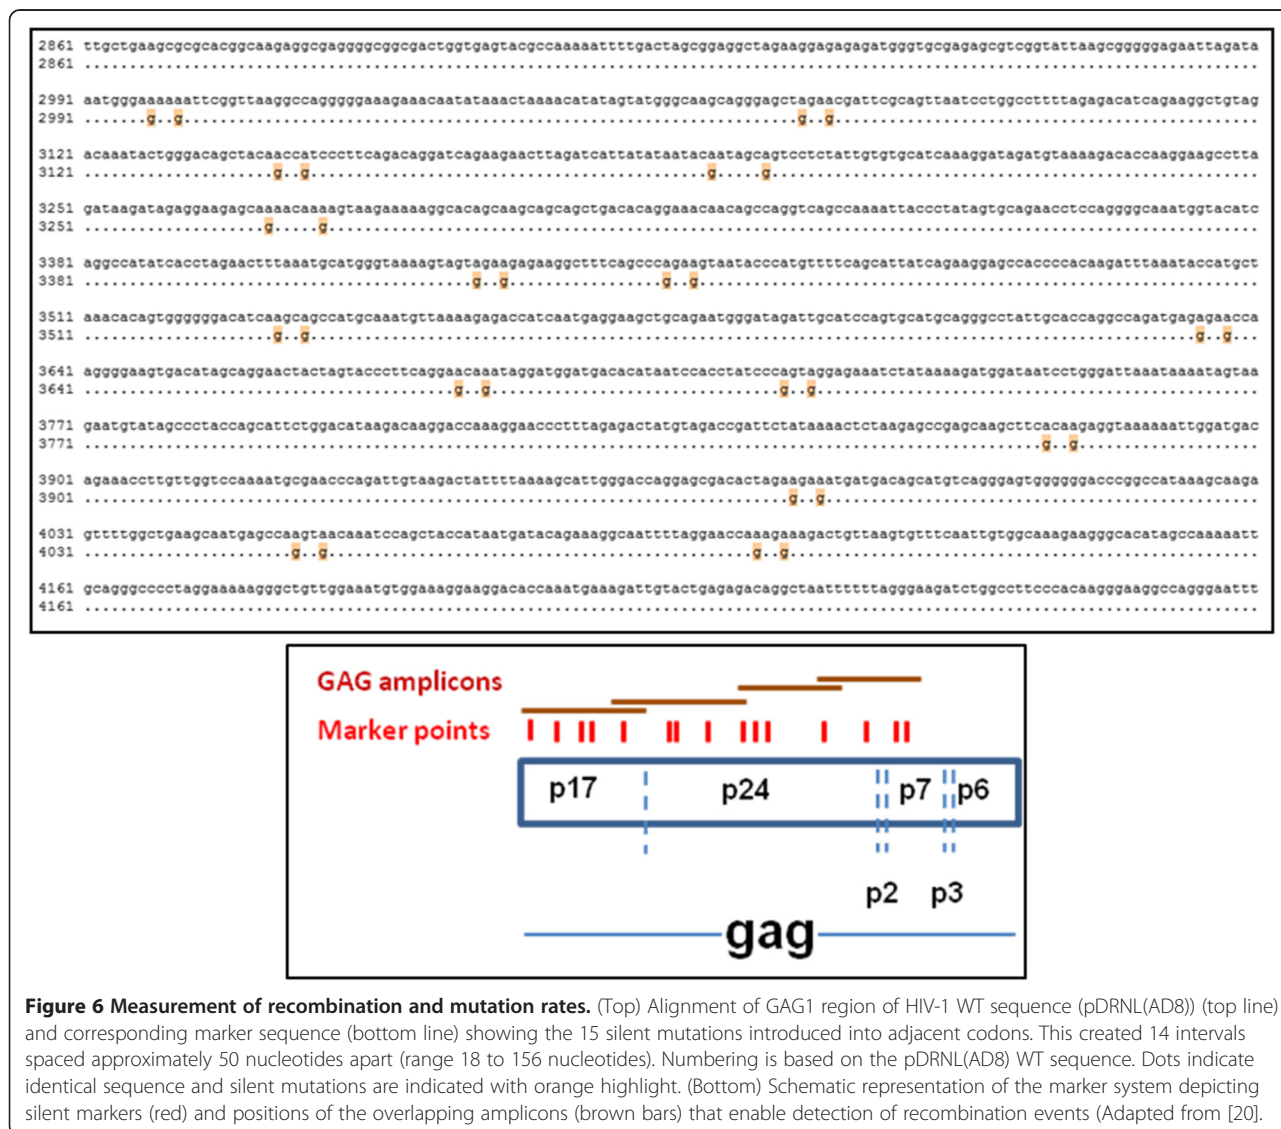 2861 ttgctgaagcgcgcacggcaagaggcgaggggcggcgactggtgagtacgccaaaaattttgactagcggaggctagaaggagagagatgggtgcgagagcgtcggtattaagcgggggagaattagata
2861 ..................................................................................................................................
2991 aatgggaaaaaattcggttaaggccagggggaaagaaacaatataaactaaaacatatagtatgggcaagcagggagctagaacgattcgcagttaatcctggccttttagagacatcagaaggctgtag
2991 .......g..g....................................................................g..g...............................................
3121 acaaatactgggacagctacaaccatcccttcagacaggatcagaagaacttagatcattatataatacaatagcagtcctctattgtgtgcatcaaaggatagatgtaaaagacaccaaggaagcctta
3121 .....................g..g............................................g.....g......................................................
3251 gataagatagaggaagagcaaaacaaaagtaagaaaaaggcacagcaagcagcagctgacacaggaaacaacagccaggtcagccaaaattaccctatagtgcagaacctccaggggcaaatggtacatc
3251 ....................g.....g.......................................................................................................
3381 aggccatatcacctagaactttaaatgcatgggtaaaagtagtagaagagaaggctttcagcccagaagtaatacccatgttttcagcattatcagaaggagccaccccacaagatttaaataccatgct
3381 ...........................................g..g.................g..g..............................................................
3511 aaacacagtggggggacatcaagcagccatgcaaatgttaaaagagaccatcaatgaggaagctgcagaatgggatagattgcatccagtgcatgcagggcctattgcaccaggccagatgagagaacca
3511 .....................g..g..................................................................................................g..g...
3641 aggggaagtgacatagcaggaactactagtacccttcaggaacaaataggatggatgacacataatccacctatcccagtaggagaaatctataaaagatggataatcctgggattaaataaaatagtaa
3641 .........................................g..g................................g..g.................................................
3771 gaatgtatagccctaccagcattctggacataagacaaggaccaaaggaaccctttagagactatgtagaccgattctataaaactctaagagccgagcaagcttcacaagaggtaaaaaattggatgac
3771 ..........................................................................................................g..g....................
3901 agaaaccttgttggtccaaaatgcgaacccagattgtaagactattttaaaagcattgggaccaggagcgacactagaagaaatgatgacagcatgtcagggagtggggggacccggccataaagcaaga
3901 ..............................................................................g..g................................................
4031 gttttggctgaagcaatgagccaagtaacaaatccagctaccataatgatacagaaaggcaattttaggaaccaaagaaagactgttaagtgtttcaattgtggcaaagaagggcacatagccaaaaatt
4031 .......................g..g...............................................g..g....................................................
4161 gcagggcccctaggaaaaagggctgttggaaatgtggaaaggaaggacaccaaatgaaagattgtactgagagacaggctaattttttagggaagatctggccttcccacaagggaaggccagggaattt
4161 ..................................................................................................................................
GAG amplicons
Marker points
p17 p24 p7 p6
p2 p3
gag
Figure 6 Measurement of recombination and mutation rates. (Top) Alignment of GAG1 region of HIV-1 WT sequence (pDRNL(AD8)) (top line)
and corresponding marker sequence (bottom line) showing the 15 silent mutations introduced into adjacent codons. This created 14 intervals
spaced approximately 50 nucleotides apart (range 18 to 156 nucleotides). Numbering is based on the pDRNL(AD8) WT sequence. Dots indicate
identical sequence and silent mutations are indicated with orange highlight. (Bottom) Schematic representation of the marker system depicting
silent markers (red) and positions of the overlapping amplicons (brown bars) that enable detection of recombination events (Adapted from [20].